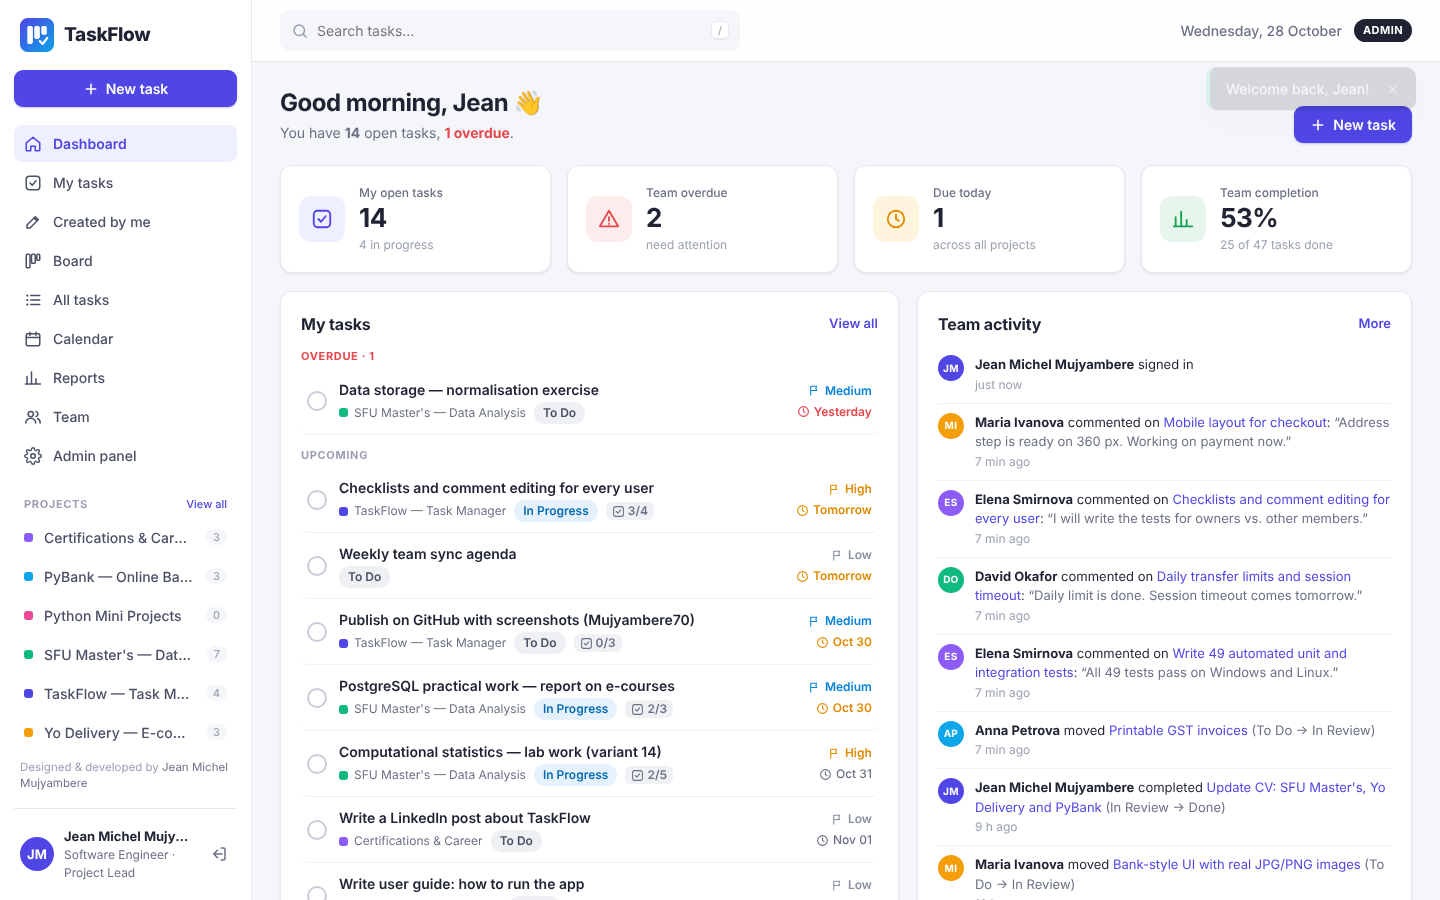 TaskFlow
New task
Dashboard
My tasks
Created by me
Board
All tasks
Calendar
Reports
Team
Admin panel
PROJECTS View all
Certifications & Car... 3
PyBank — Online Ba... 3
Python Mini Projects 0
SFU Master's — Dat... 7
TaskFlow — Task M... 4
Yo Delivery — E-co... 3
Designed & developed by Jean Michel
Mujyambere
JM
Jean Michel Mujy...
Software Engineer ·
Project Lead
Search tasks... /
Wednesday, 28 October ADMIN
Welcome back, Jean! ×
Good morning, Jean 👋
You have 14 open tasks, 1 overdue.
New task
My open tasks
14
4 in progress
Team overdue
2
need attention
Due today
1
across all projects
Team completion
53%
25 of 47 tasks done
My tasks View all
OVERDUE · 1
Data storage — normalisation exercise Medium
SFU Master's — Data Analysis To Do Yesterday
UPCOMING
Checklists and comment editing for every user High
TaskFlow — Task Manager In Progress 3/4 Tomorrow
Weekly team sync agenda Low
To Do Tomorrow
Publish on GitHub with screenshots (Mujyambere70) Medium
TaskFlow — Task Manager To Do 0/3 Oct 30
PostgreSQL practical work — report on e-courses Medium
SFU Master's — Data Analysis In Progress 2/3 Oct 30
Computational statistics — lab work (variant 14) High
SFU Master's — Data Analysis In Progress 2/5 Oct 31
Write a LinkedIn post about TaskFlow Low
Certifications & Career To Do Nov 01
Write user guide: how to run the app Low
Team activity More
JM Jean Michel Mujyambere signed in
just now
MI Maria Ivanova commented on Mobile layout for checkout: “Address
step is ready on 360 px. Working on payment now.”
7 min ago
ES Elena Smirnova commented on Checklists and comment editing for
every user: “I will write the tests for owners vs. other members.”
7 min ago
DO David Okafor commented on Daily transfer limits and session
timeout: “Daily limit is done. Session timeout comes tomorrow.”
7 min ago
ES Elena Smirnova commented on Write 49 automated unit and
integration tests: “All 49 tests pass on Windows and Linux.”
7 min ago
AP Anna Petrova moved Printable GST invoices (To Do → In Review)
7 min ago
JM Jean Michel Mujyambere completed Update CV: SFU Master's, Yo
Delivery and PyBank (In Review → Done)
9 h ago
MI Maria Ivanova moved Bank-style UI with real JPG/PNG images (To
Do → In Review)